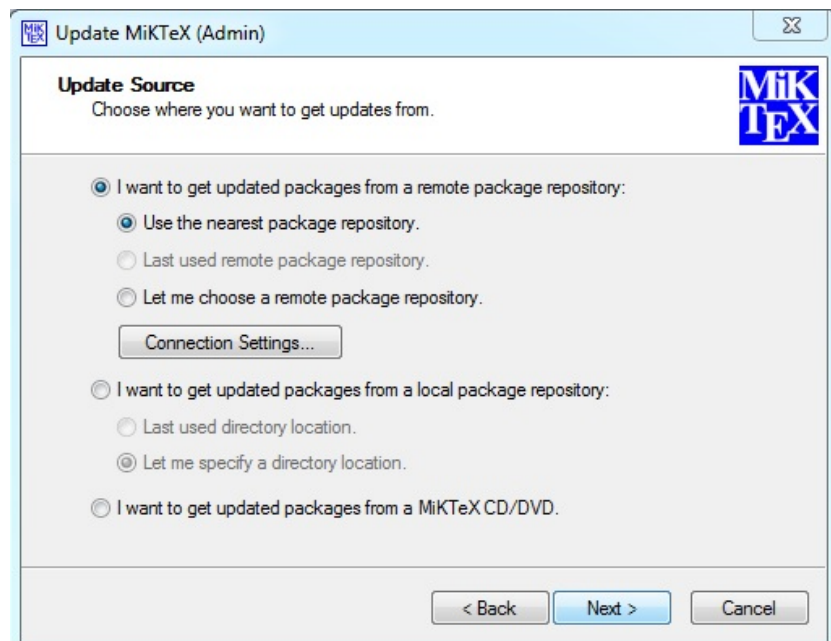 MiK
TEX
Update MiKTeX (Admin)
Update Source
Choose where you want to get updates from.
MiK
TEX
I want to get updated packages from a remote package repository:
Use the nearest package repository.
Last used remote package repository.
Let me choose a remote package repository.
Connection Settings...
I want to get updated packages from a local package repository:
Last used directory location.
Let me specify a directory location.
I want to get updated packages from a MiKTeX CD/DVD.
< Back Next > Cancel